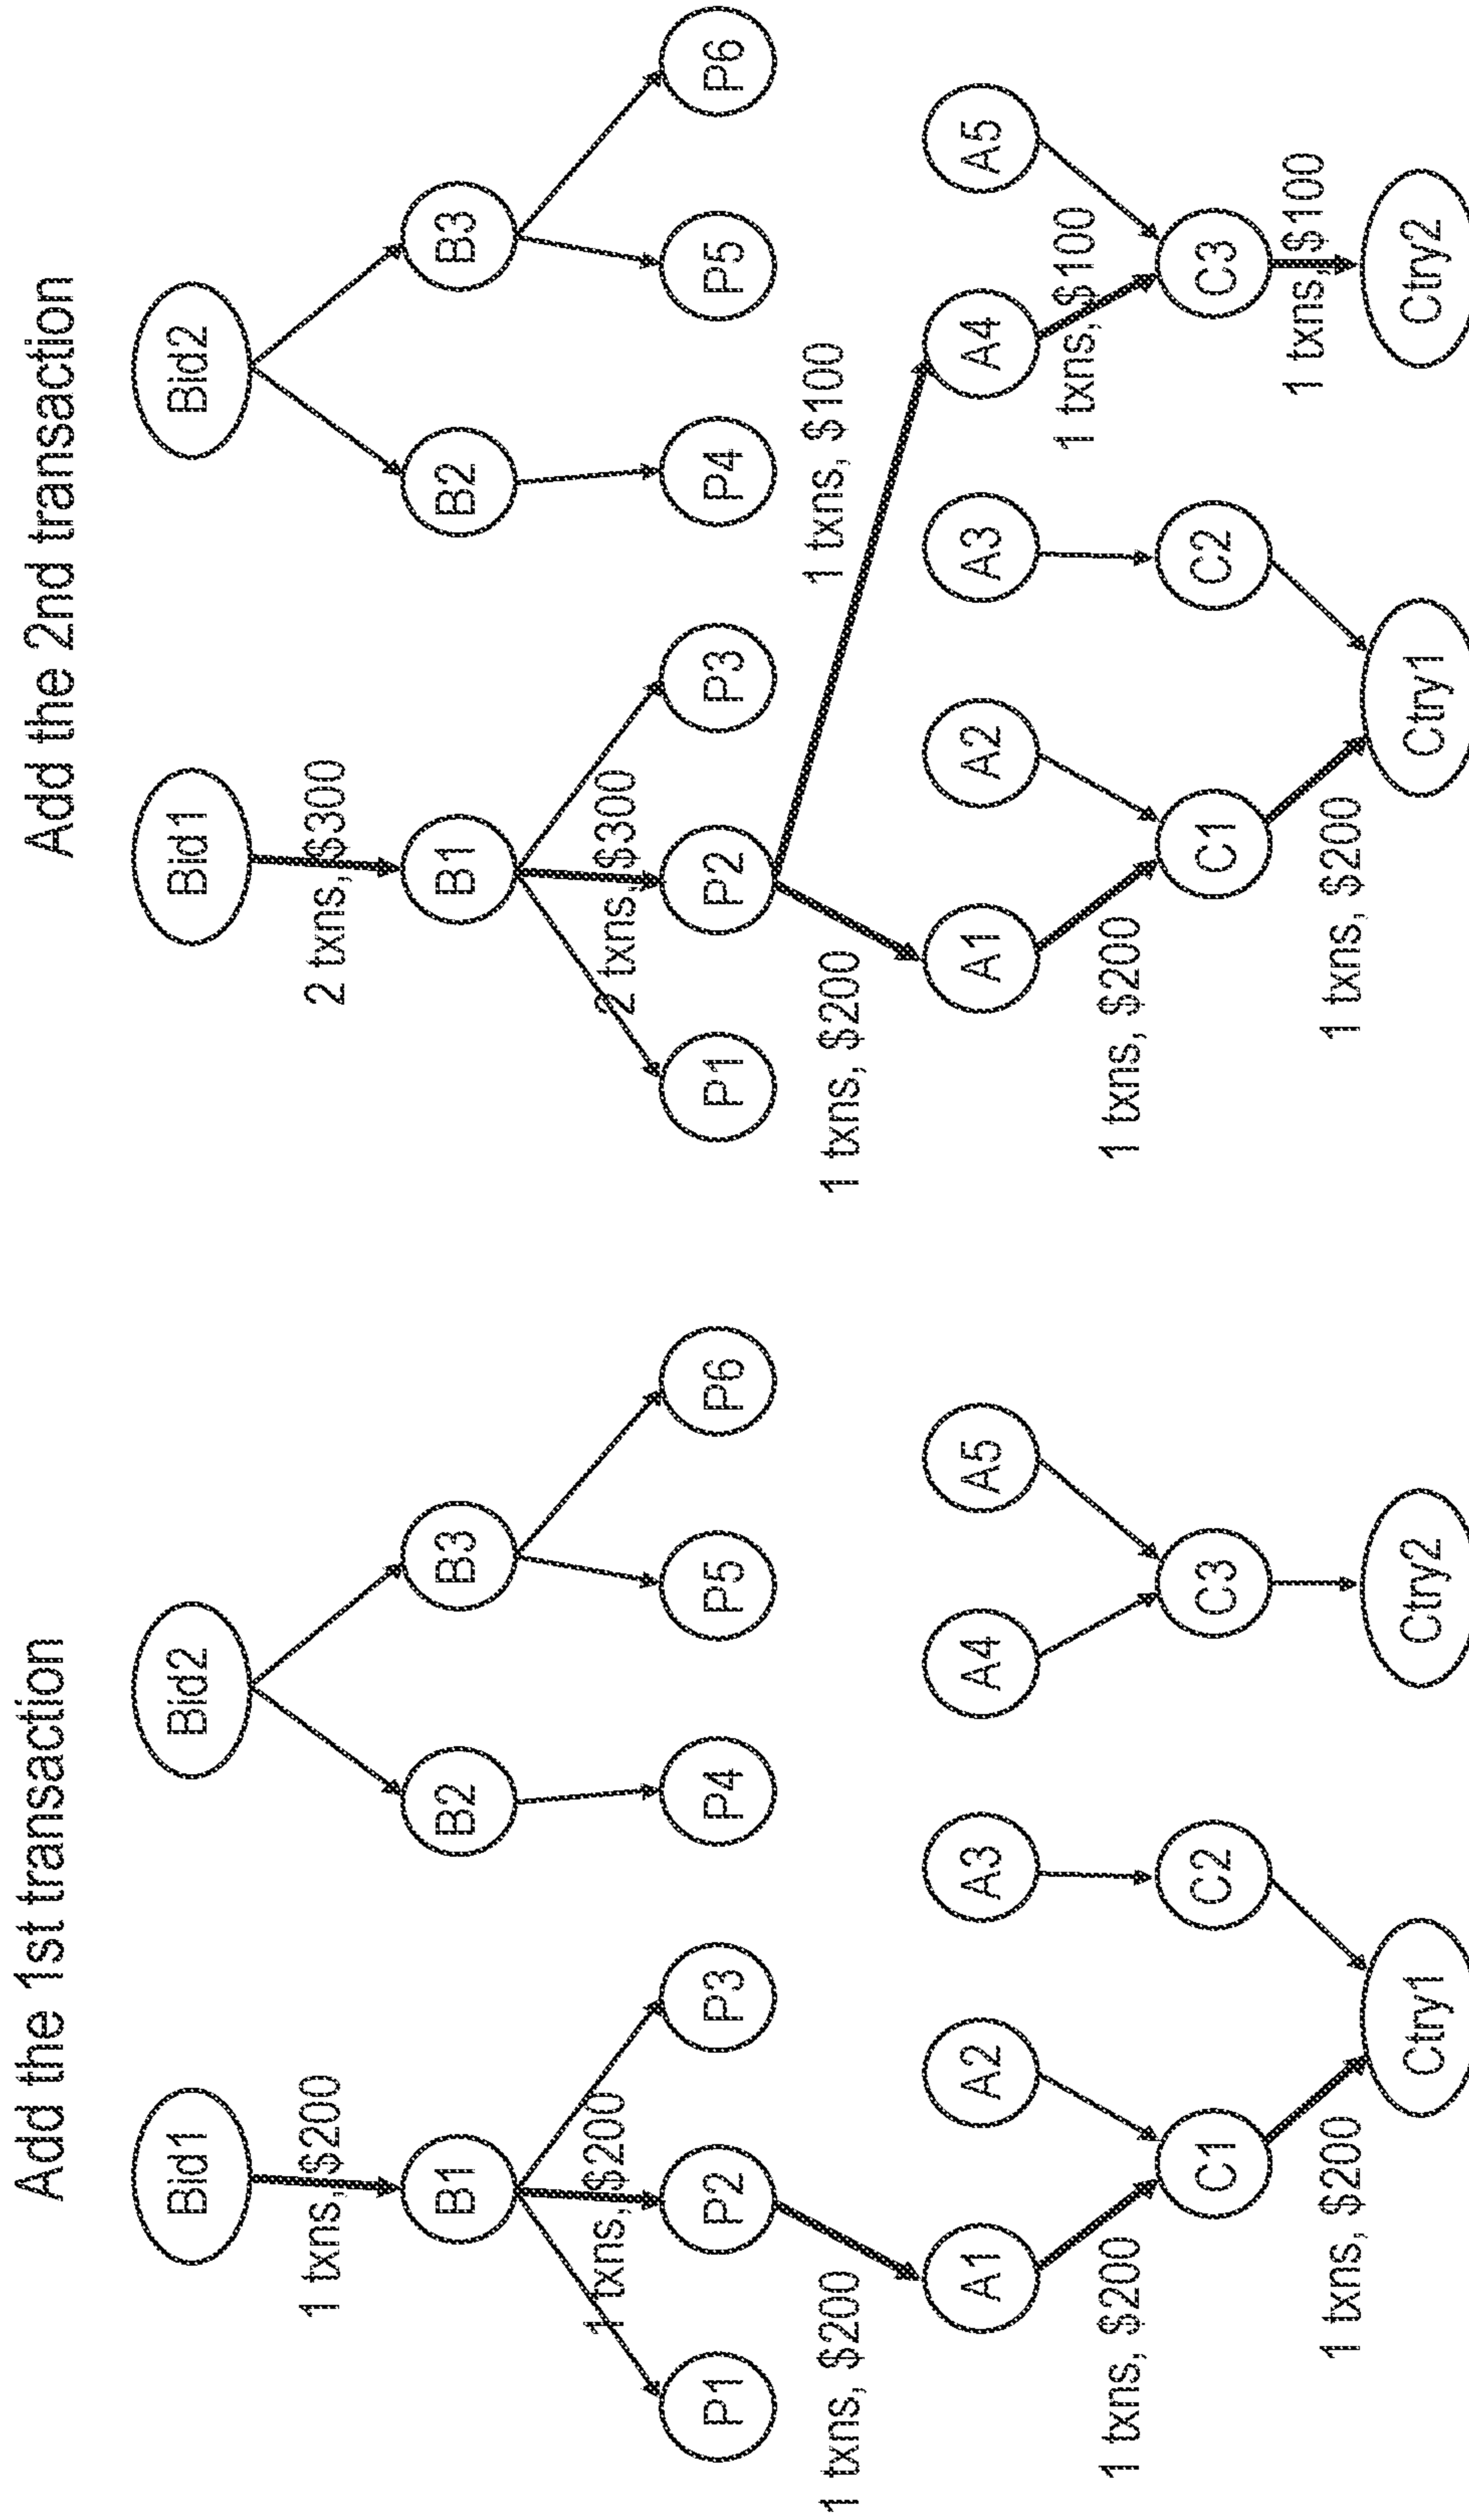 Add the 1st transaction
Bid1
Bid2
1 txns, $200
B1
B2
B3
1 txns, $200
P1
P2
P3
P4
P5
P6
1 txns, $200
A1
A2
A3
A4
A5
1 txns, $200
C1
C2
C3
1 txns, $200
Ctry1
Ctry2
Add the 2nd transaction
Bid1
Bid2
2 txns, $300
B1
B2
B3
2 txns, $300
P1
P2
P3
P4
P5
P6
1 txns, $200
1 txns, $100
A1
A2
A3
A4
A5
1 txns, $200
1 txns, $100
C1
C2
C3
1 txns, $200
1 txns, $100
Ctry1
Ctry2